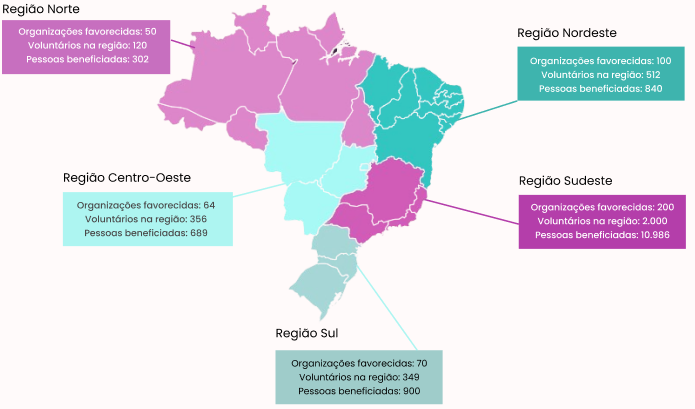 Região Norte
Organizações favorecidas: 50
Voluntários na região: 120
Pessoas beneficiadas: 302
Região Nordeste
Organizações favorecidas: 100
Voluntários na região: 512
Pessoas beneficiadas: 840
Região Centro-Oeste
Organizações favorecidas: 64
Voluntários na região: 356
Pessoas beneficiadas: 689
Região Sudeste
Organizações favorecidas: 200
Voluntários na região: 2.000
Pessoas beneficiadas: 10.986
Região Sul
Organizações favorecidas: 70
Voluntários na região: 349
Pessoas beneficiadas: 900